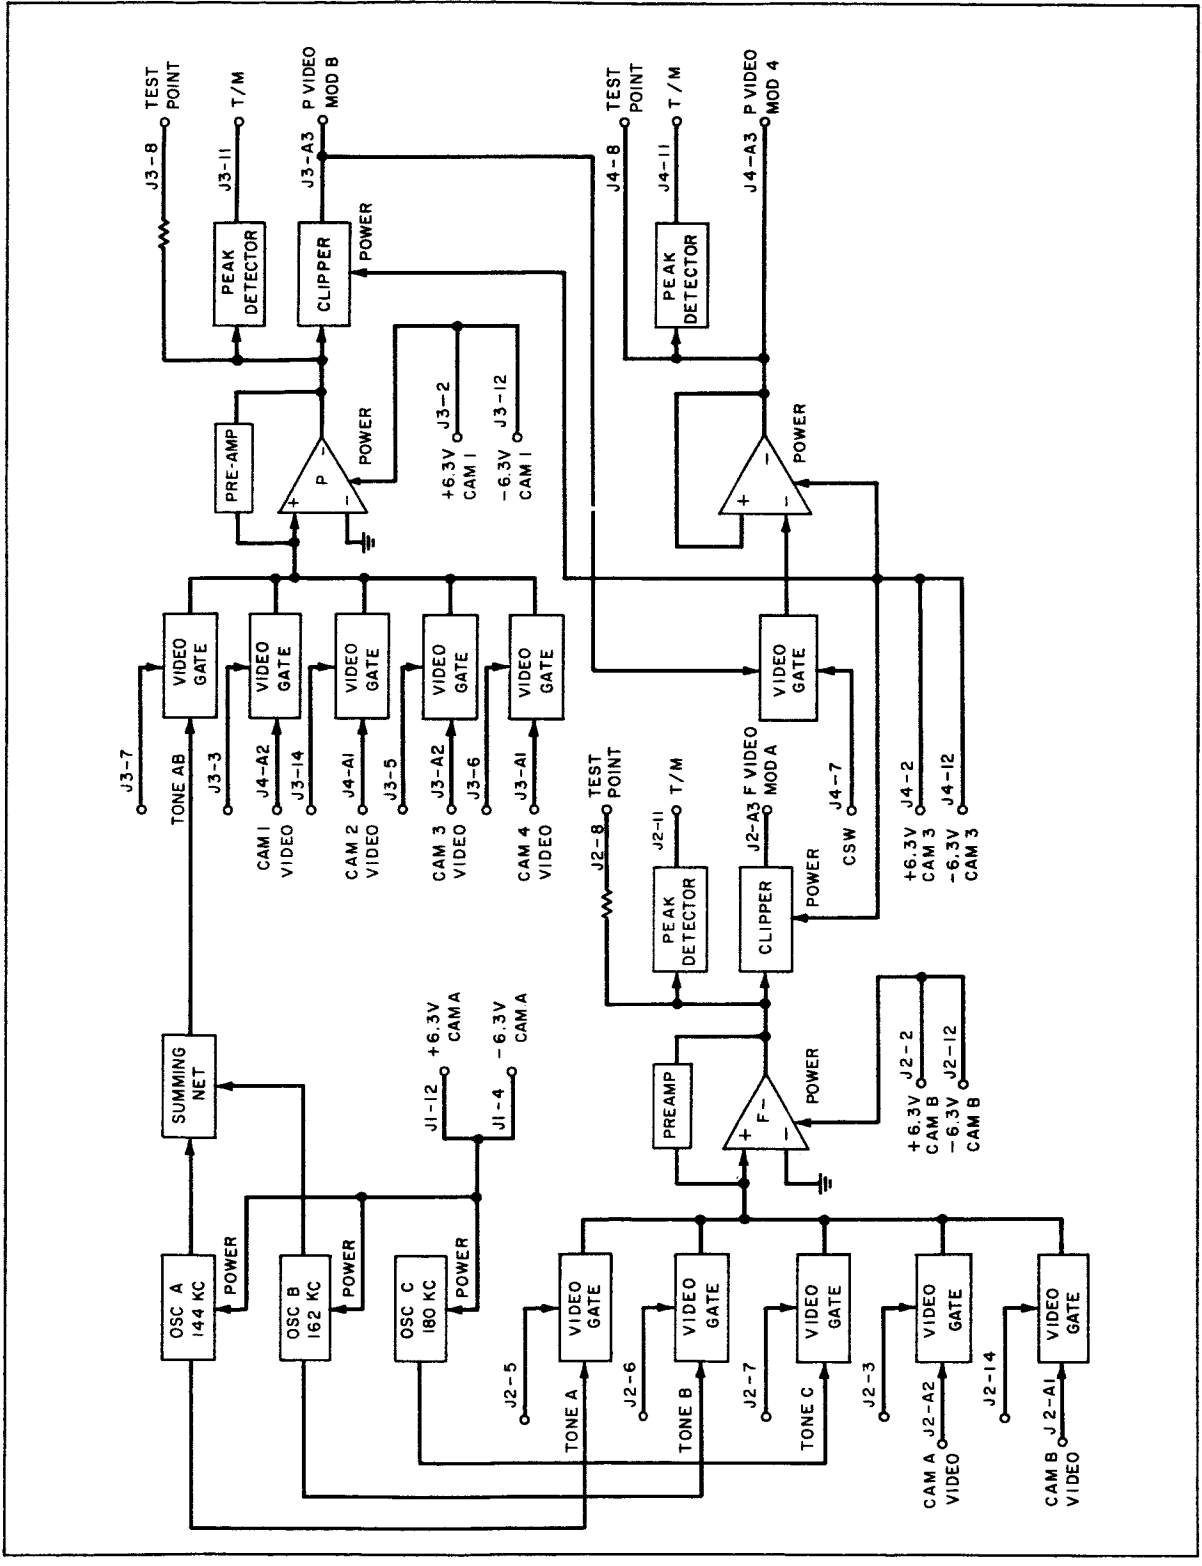 OSC A
144 KC
POWER
OSC B
162 KC
POWER
OSC C
180 KC
POWER
SUMMING
NET
J1-12
+6.3V
CAM A
J1-4
-6.3V
CAM A
TONE AB
J3-7
VIDEO
GATE
J3-3
J4-A2
CAM 1
VIDEO
VIDEO
GATE
J3-14
J4-A1
CAM 2
VIDEO
VIDEO
GATE
J3-5
J3-A2
CAM 3
VIDEO
VIDEO
GATE
J3-6
J3-A1
CAM 4
VIDEO
VIDEO
GATE
PRE-AMP
+
P
-
-
POWER
J3-2
+6.3V
CAM 1
J3-12
-6.3V
CAM 1
J3-8
TEST
POINT
PEAK
DETECTOR
J3-11
T/M
CLIPPER
POWER
J3-A3
P VIDEO
MOD B
J2-5
TONE A
VIDEO
GATE
J2-6
TONE B
VIDEO
GATE
J2-7
TONE C
VIDEO
GATE
J2-3
J2-A2
CAM A
VIDEO
VIDEO
GATE
J2-14
J2-A1
CAM B
VIDEO
VIDEO
GATE
PREAMP
+
F
-
-
POWER
J2-2
+6.3V
CAM B
J2-12
-6.3V
CAM B
J2-8
TEST
POINT
PEAK
DETECTOR
J2-11
T/M
CLIPPER
POWER
J2-A3
F VIDEO
MOD A
VIDEO
GATE
J4-7
CSW
J4-2
+6.3V
CAM 3
J4-12
-6.3V
CAM 3
+
-
-
POWER
PEAK
DETECTOR
J4-8
TEST
POINT
J4-11
T/M
J4-A3
P VIDEO
MOD 4